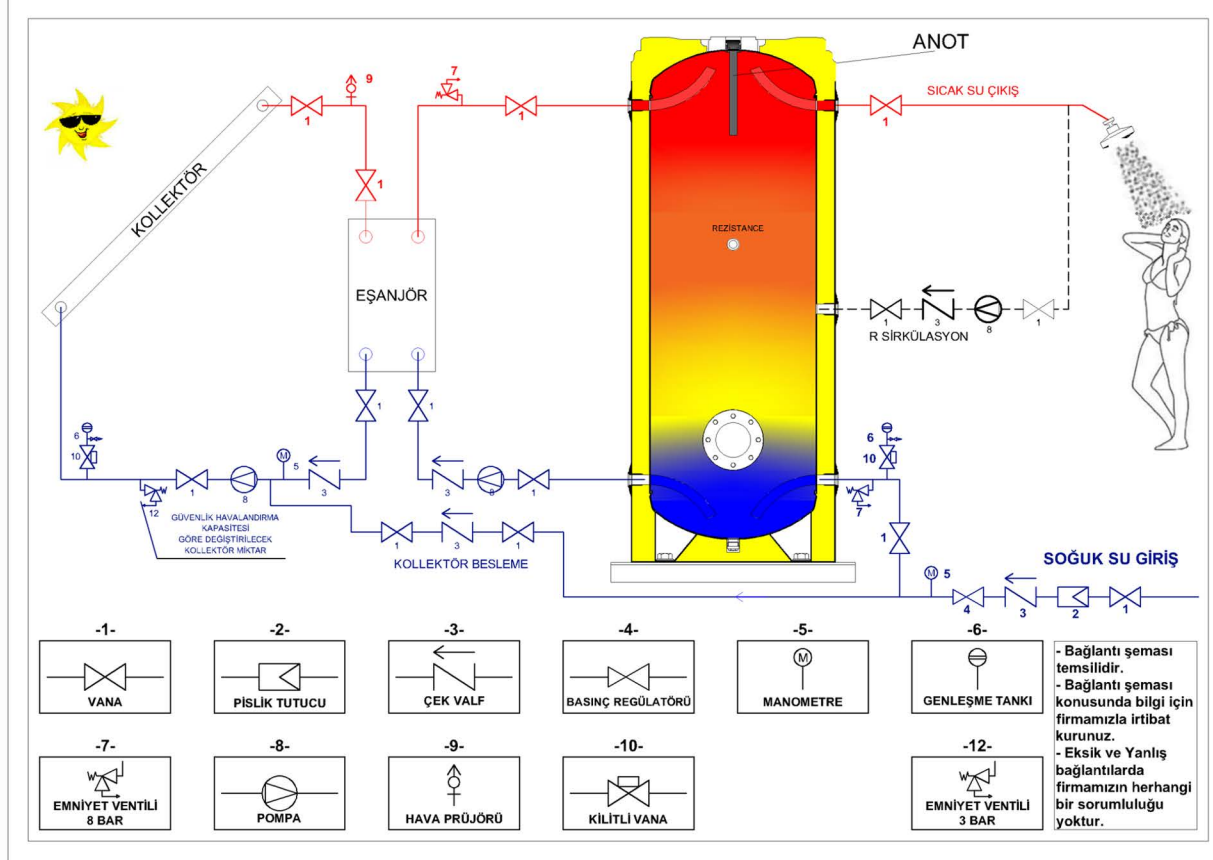 ANOT
9
7
SICAK SU ÇIKIŞ
1
1
1
1
KOLLEKTÖR
REZİSTANCE
EŞANJÖR
1
3
8
1
R SİRKÜLASYON
1
1
6
10
M
5
12
1
8
3
3
8
1
6
10
7
GÜVENLİK HAVALANDIRMA
KAPASİTESİ
GÖRE DEĞİŞTİRİLECEK
KOLLEKTÖR MİKTAR
1
3
1
KOLLEKTÖR BESLEME
1
SOĞUK SU GİRİŞ
M
5
4
3
2
1
-1-
VANA
-2-
PİSLİK TUTUCU
-3-
ÇEK VALF
-4-
BASINÇ REGÜLATÖRÜ
-5-
M
MANOMETRE
-6-
GENLEŞME TANKI
-7-
EMNİYET VENTİLİ
8 BAR
-8-
POMPA
-9-
HAVA PRÜJÖRÜ
-10-
KİLİTLİ VANA
-12-
EMNİYET VENTİLİ
3 BAR
- Bağlantı şeması
temsilidir.
- Bağlantı şeması
konusunda bilgi için
firmamızla irtibat
kurunuz.
- Eksik ve Yanlış
bağlantılarda
firmamızın herhangi
bir sorumluluğu
yoktur.